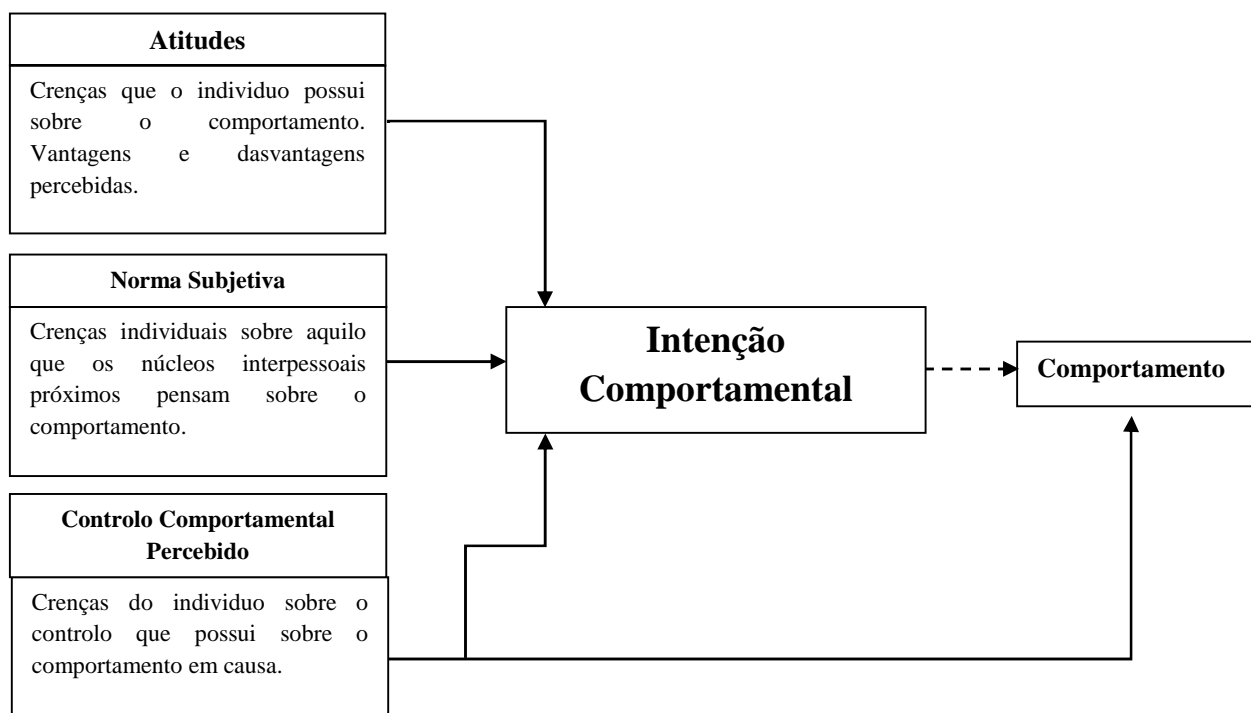 Atitudes
Crenças que o individuo possui
sobre o comportamento.
Vantagens e dasvantagens
percebidas.
Norma Subjetiva
Crenças individuais sobre aquilo
que os núcleos interpessoais
próximos pensam sobre o
comportamento.
Controlo Comportamental
Percebido
Crenças do individuo sobre o
controlo que possui sobre o
comportamento em causa.
Intenção
Comportamental
Comportamento